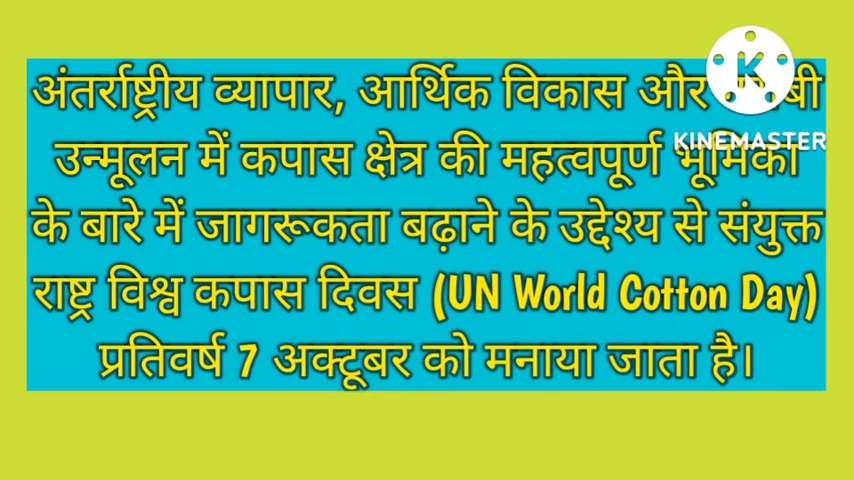 अंतर्राष्ट्रीय व्यापार, आर्थिक विकास और
उन्मूलन में कपास क्षेत्र की महत्वपूर्ण भूमिका
के बारे में जागरूकता बढ़ाने के उद्देश्य से संयुक्त
राष्ट्र विश्व कपास दिवस (UN World Cotton Day)
प्रतिवर्ष 7 अक्टूबर को मनाया जाता है।
K
KINEMASTER